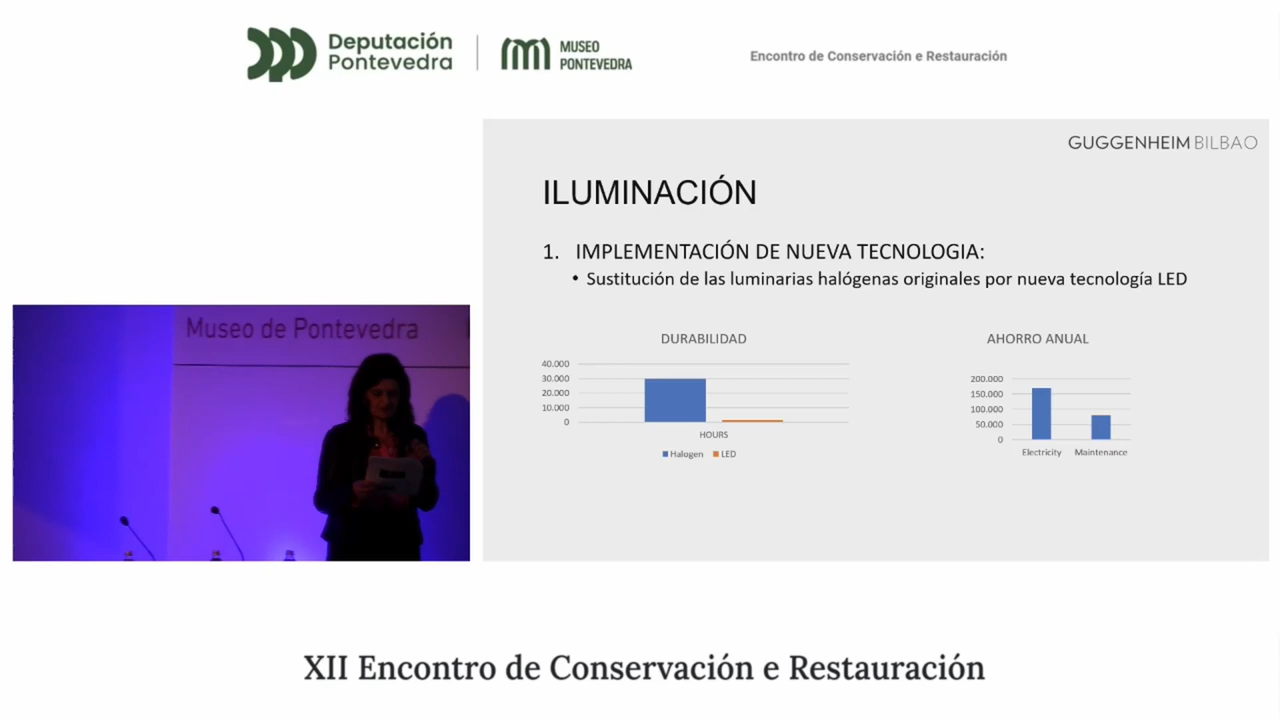 Deputación
Pontevedra
MUSEO
PONTEVEDRA
Encontro de Conservación e Restauración
GUGGENHEIM BILBAO
ILUMINACIÓN
1. IMPLEMENTACIÓN DE NUEVA TECNOLOGIA:
• Sustitución de las luminarias halógenas originales por nueva tecnología LED
DURABILIDAD
40.000
30.000
20.000
10.000
0
HOURS
Halogen LED
AHORRO ANUAL
200.000
150.000
100.000
50.000
0
Electricity Maintenance
Museo de Pontevedra
XII Encontro de Conservación e Restauración